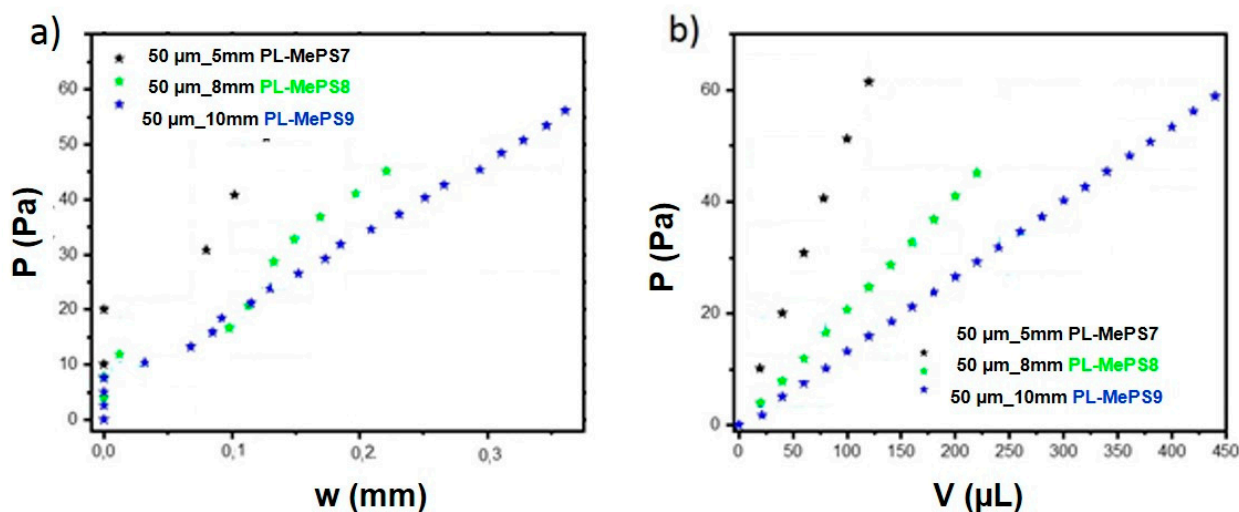 a)
50 µm_5mm PL-MePS7
50 µm_8mm PL-MePS8
50 µm_10mm PL-MePS9
P (Pa)
60
50
40
30
20
10
0
0,0
0,1
0,2
0,3
w (mm)
b)
P (Pa)
60
40
20
0
50 µm_5mm PL-MePS7
50 µm_8mm PL-MePS8
50 µm_10mm PL-MePS9
0
50
100
150
200
250
300
350
400
450
V (µL)